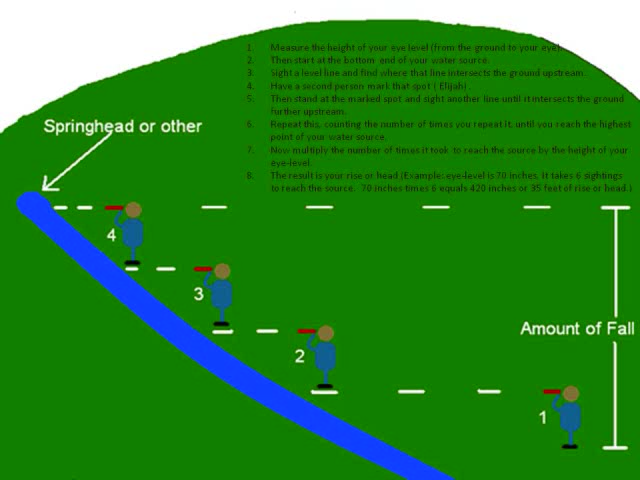 1. Measure the height of your eye level (from the ground to your eye).
2. Then start at the bottom end of your water source.
3. Sight a level line and find where that line intersects the ground upstream.
4. Have a second person mark that spot ( Elijah) .
5. Then stand at the marked spot and sight another line until it intersects the ground
further upstream.
6. Repeat this, counting the number of times you repeat it, until you reach the highest
point of your water source.
7. Now multiply the number of times it took to reach the source by the height of your
eye-level.
8. The result is your rise or head (Example: eye-level is 70 inches. It takes 6 sightings
to reach the source. 70 inches times 6 equals 420 inches or 35 feet of rise or head.)
Springhead or other
4
3
2
Amount of Fall
1